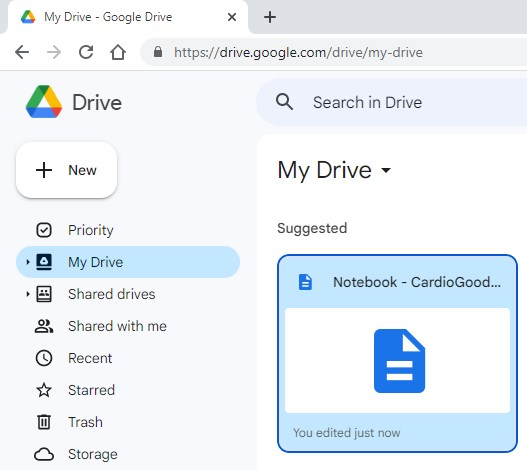 My Drive - Google Drive
https://drive.google.com/drive/my-drive
Drive
Search in Drive
New
My Drive
Priority
My Drive
Shared drives
Shared with me
Recent
Starred
Trash
Storage
Suggested
Notebook - CardioGood...
You edited just now